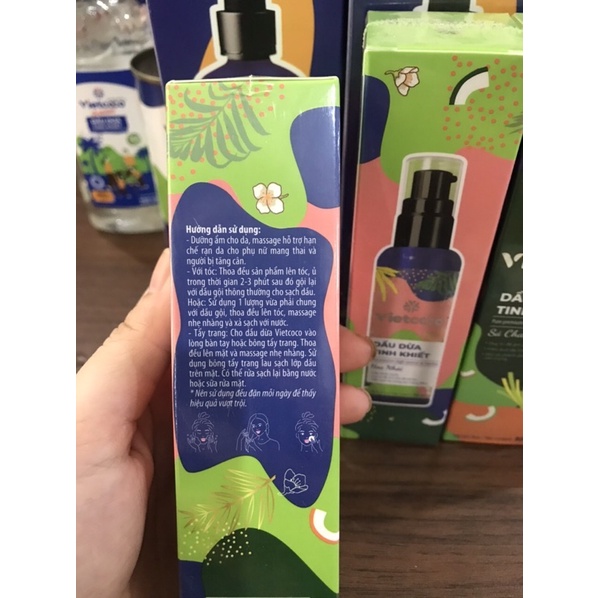 Hướng dẫn sử dụng:
- Dưỡng ẩm cho da, massage hỗ trợ hạn
chế rạn da cho phụ nữ mang thai và
người bị tăng cân.
- Với tóc: Thoa đều sản phẩm lên tóc, ủ
trong thời gian 2-3 phút sau đó gội lại
với dầu gội thông thường cho sạch dầu.
Hoặc: Sử dụng 1 lượng vừa phải chung
với dầu gội, thoa đều lên tóc, massage
nhẹ nhàng và xả sạch với nước.
- Tẩy trang: Cho dầu dừa Vietcoco vào
lòng bàn tay hoặc bông tẩy trang. Thoa
đều lên mặt và massage nhẹ nhàng. Sử
dụng bông tẩy trang lau sạch lớp dầu
trên mặt. Có thể rửa sạch lại bằng nước
hoặc sữa rửa mặt.
* Nên sử dụng đều đặn mỗi ngày để thấy
hiệu quả vượt trội.
Vietcoco
Vietcoco
DẦU DỪA
TINH KHIẾT